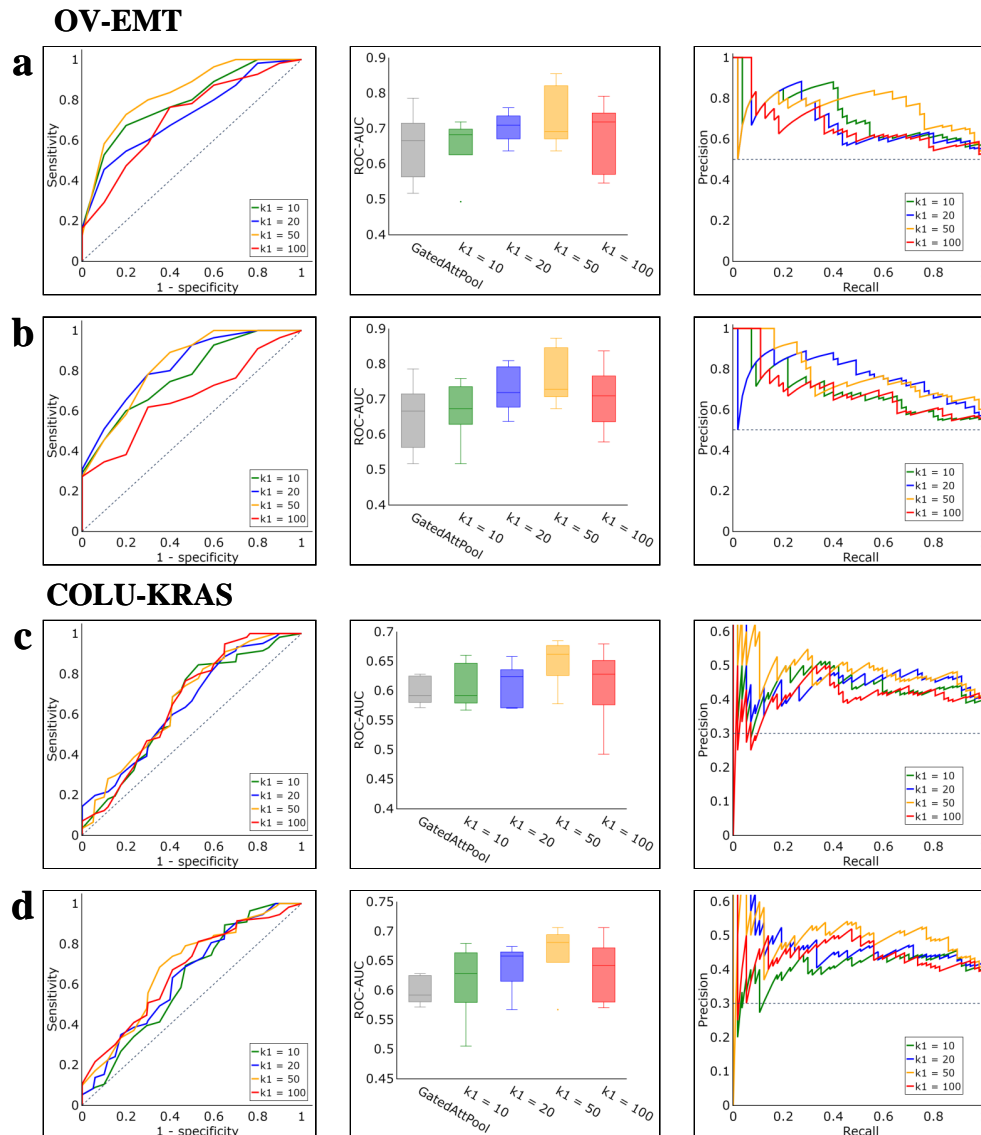 OV-EMT
a
1
0.8
0.6
0.4
0.2
0
Sensitivity
0 0.2 0.4 0.6 0.8 1
1 - specificity
k1 = 10
k1 = 20
k1 = 50
k1 = 100
0.9
0.8
0.7
0.6
0.5
0.4
ROC-AUC
GatedAttPool k1 = 10 k1 = 20 k1 = 50 k1 = 100
1
0.8
0.6
0.4
0.2
0
Precision
0 0.2 0.4 0.6 0.8
Recall
k1 = 10
k1 = 20
k1 = 50
k1 = 100
b
1
0.8
0.6
0.4
0.2
0
Sensitivity
0 0.2 0.4 0.6 0.8 1
1 - specificity
k1 = 10
k1 = 20
k1 = 50
k1 = 100
0.9
0.8
0.7
0.6
0.5
0.4
ROC-AUC
GatedAttPool k1 = 10 k1 = 20 k1 = 50 k1 = 100
1
0.8
0.6
0.4
0.2
0
Precision
0 0.2 0.4 0.6 0.8
Recall
k1 = 10
k1 = 20
k1 = 50
k1 = 100
COLU-KRAS
c
1
0.8
0.6
0.4
0.2
0
Sensitivity
0 0.2 0.4 0.6 0.8 1
1 - specificity
k1 = 10
k1 = 20
k1 = 50
k1 = 100
0.7
0.65
0.6
0.55
0.5
0.45
0.4
ROC-AUC
GatedAttPool k1 = 10 k1 = 20 k1 = 50 k1 = 100
0.6
0.5
0.4
0.3
0.2
0.1
0
Precision
0 0.2 0.4 0.6 0.8
Recall
k1 = 10
k1 = 20
k1 = 50
k1 = 100
d
1
0.8
0.6
0.4
0.2
0
Sensitivity
0 0.2 0.4 0.6 0.8 1
1 - specificity
k1 = 10
k1 = 20
k1 = 50
k1 = 100
0.75
0.7
0.65
0.6
0.55
0.5
0.45
ROC-AUC
GatedAttPool k1 = 10 k1 = 20 k1 = 50 k1 = 100
0.6
0.5
0.4
0.3
0.2
0.1
0
Precision
0 0.2 0.4 0.6 0.8
Recall
k1 = 10
k1 = 20
k1 = 50
k1 = 100